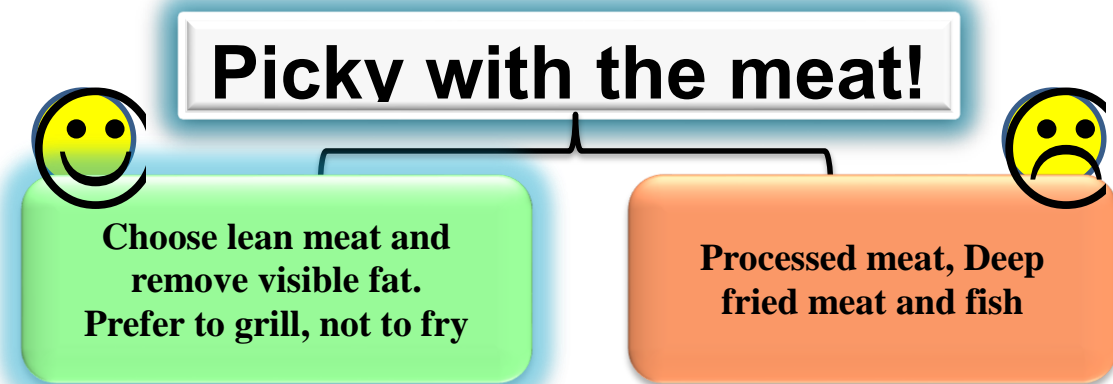 Picky with the meat!
Choose lean meat and
remove visible fat.
Prefer to grill, not to fry
Processed meat, Deep
fried meat and fish